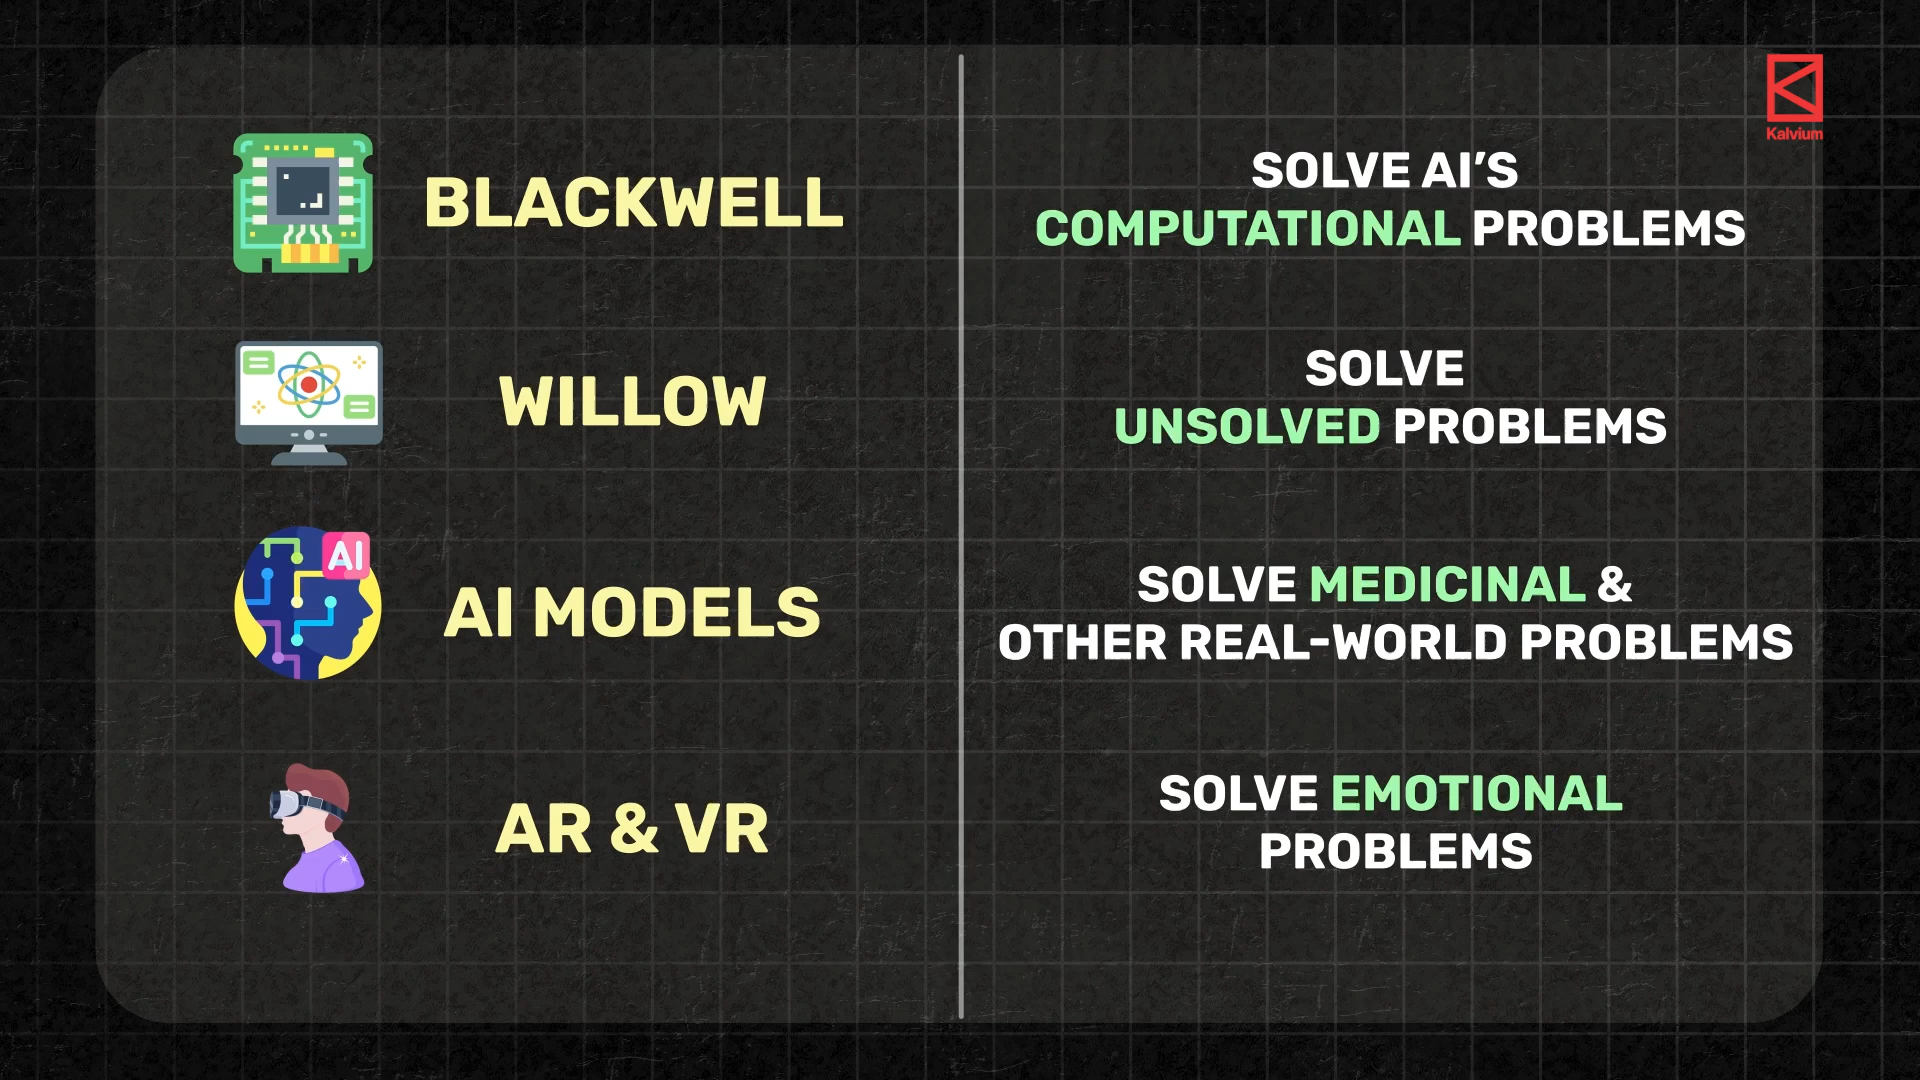 Kalvium
BLACKWELL
SOLVE AI'S
COMPUTATIONAL PROBLEMS
WILLOW
SOLVE
UNSOLVED PROBLEMS
AI
AI MODELS
SOLVE MEDICINAL &
OTHER REAL-WORLD PROBLEMS
AR & VR
SOLVE EMOTIONAL
PROBLEMS